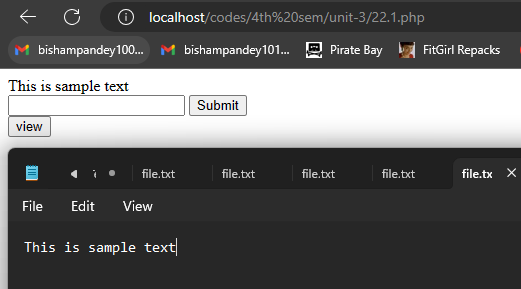 localhost/codes/4th%20sem/unit-3/22.1.php
bishampandey100... bishampandey101... Pirate Bay FitGirl Repacks
This is sample text
Submit
view
file.txt file.txt file.txt file.txt file.tx
File Edit View
This is sample text